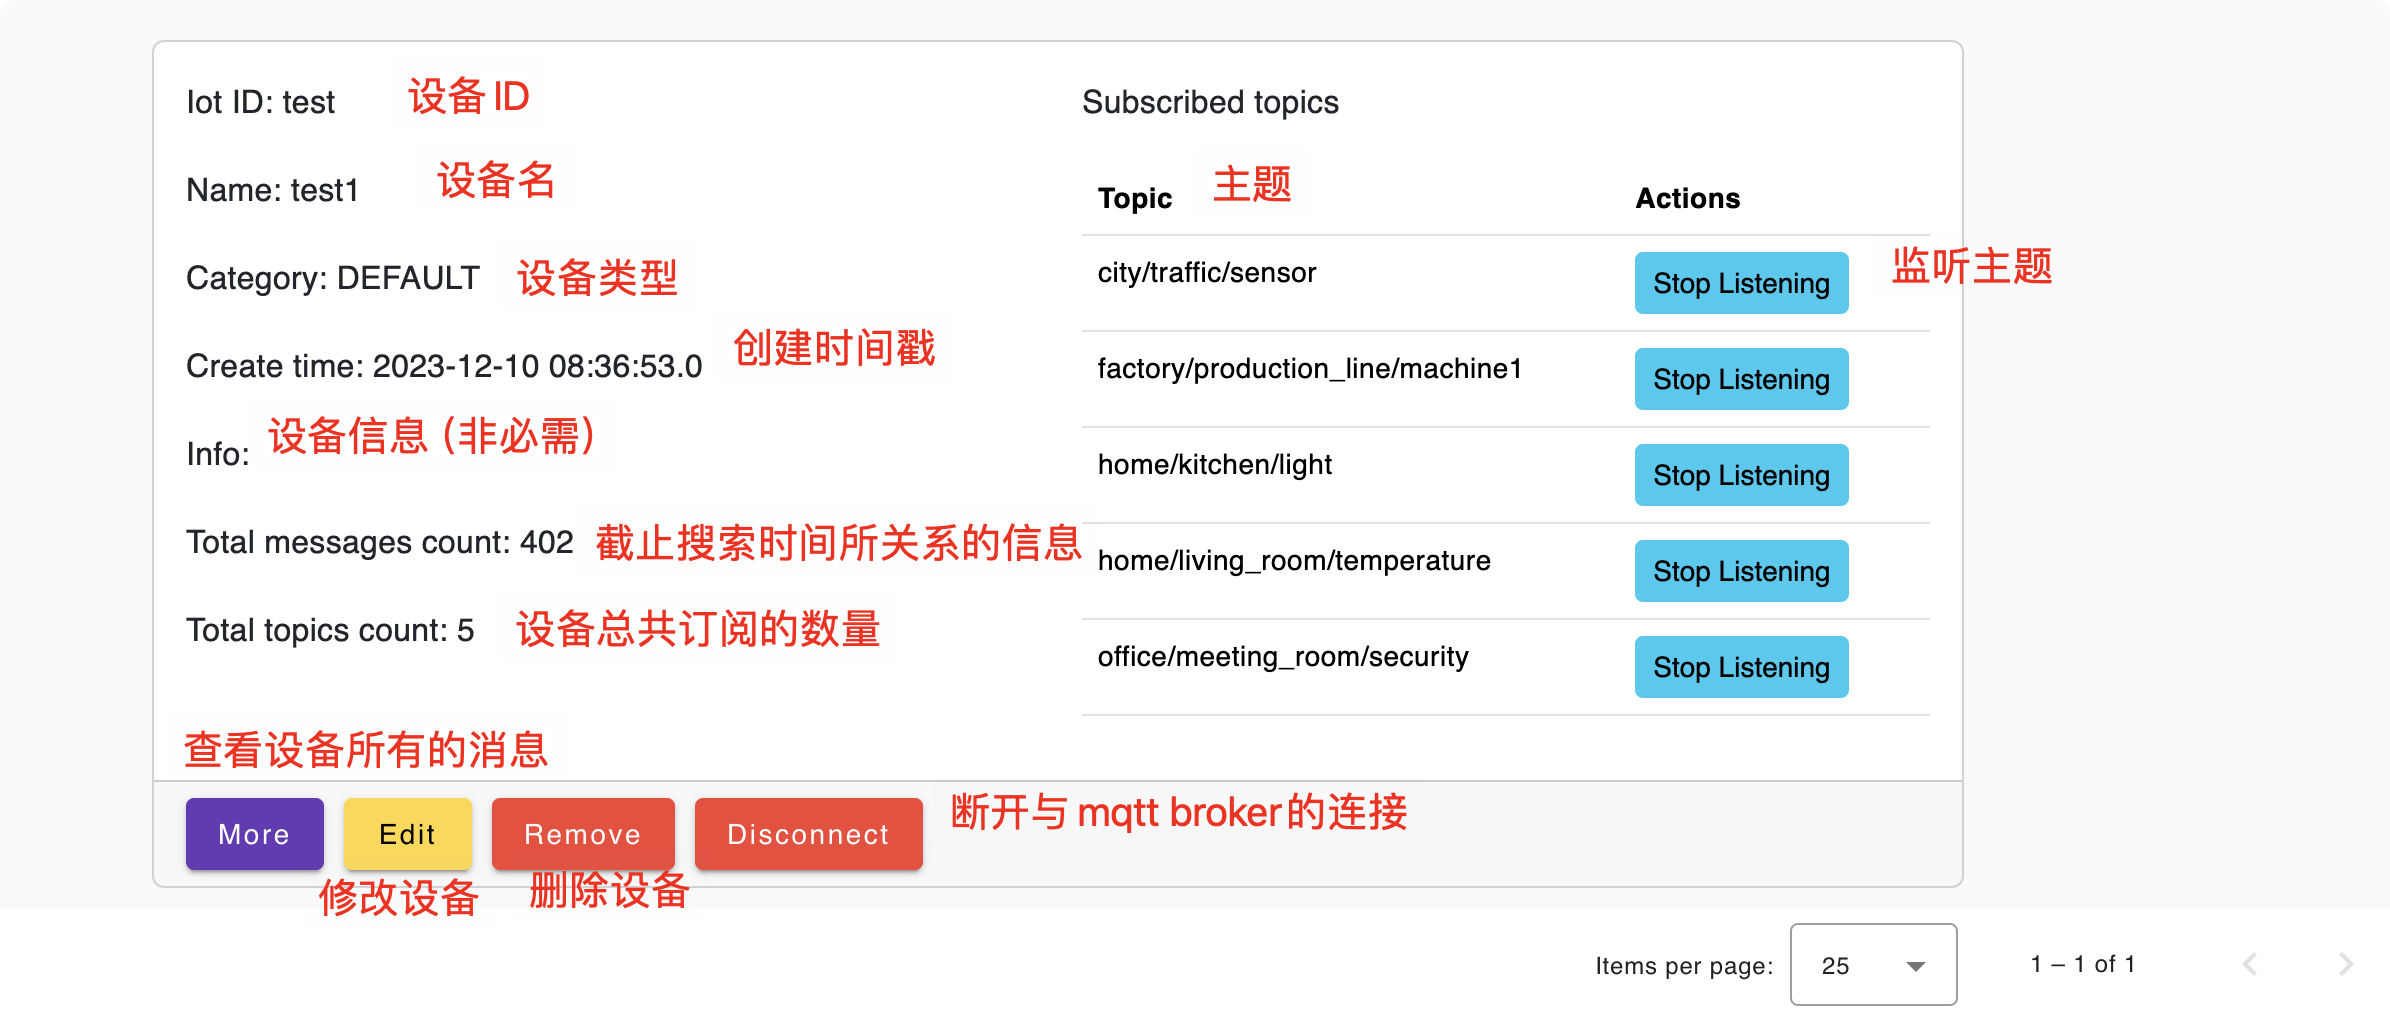 Iot ID: test 设备 ID
Name: test1 设备名
Category: DEFAULT 设备类型
Create time: 2023-12-10 08:36:53.0 创建时间戳
Info: 设备信息 (非必需)
Total messages count: 402 截止搜索时间所关系的信息
Total topics count: 5 设备总共订阅的数量
Subscribed topics
Topic 主题 Actions
city/traffic/sensor Stop Listening 监听主题
factory/production_line/machine1 Stop Listening
home/kitchen/light Stop Listening
home/living_room/temperature Stop Listening
office/meeting_room/security Stop Listening
查看设备所有的消息
More Edit Remove Disconnect 断开与 mqtt broker 的连接
修改设备 删除设备
Items per page: 25 1 – 1 of 1